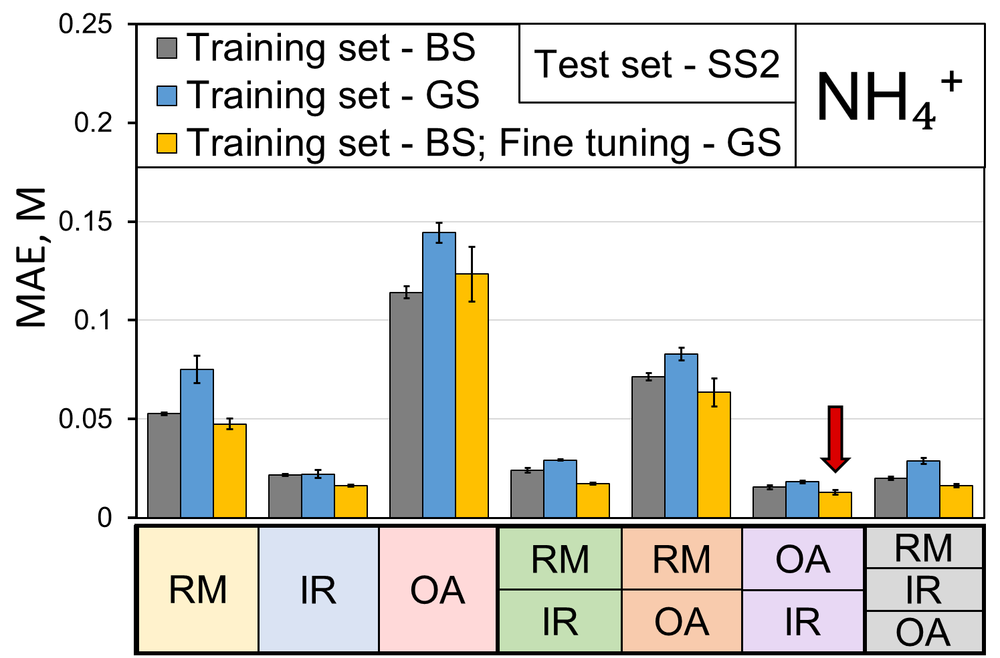 0.25
0.2
0.15
0.1
0.05
0
MAE, M
Training set - BS
Training set - GS
Training set - BS; Fine tuning - GS
Test set - SS2
NH₄⁺
RM
IR
OA
RM
IR
RM
OA
OA
IR
RM
IR
OA